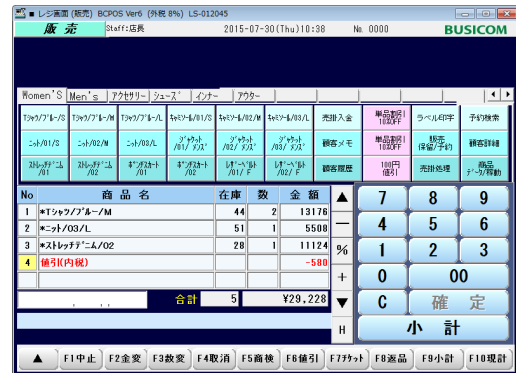 ■ レジ画面 (販売) BCPOS Ver6 (外税 8%) LS-012045
販売 Staff:店長 2015-07-30(Thu)10:38 No. 0000 BUSICOM
Women'S Men's アクセサリー シューズ インナー アウター
Tシャツ/ブルー/S Tシャツ/ブルー/M Tシャツ/ブルー/L キャミソール/01/S キャミソール/02/M キャミソール/03/L 売掛入金 単品割引 10%OFF ラベル印字 予約検索
ニット/01/S ニット/02/M ニット/03/L ジャケット/01/ メンズ ジャケット/02/ メンズ ジャケット/03/ メンズ 顧客メモ 単品割引 10%OFF 販売保留/予約 顧客詳細
ストレッチデニム/01 ストレッチデニム/02 ギンガスカート/01 ギンガスカート/02 レザーベルト/01/ F レザーベルト/02/ F 顧客履歴 100円値引 売掛処理 商品データ/移動
No 商品名 在庫 数 金額 ▲ 7 8 9
1 *Tシャツ/ブルー/M 44 2 13176
2 *ニット/03/L 51 1 5508 — 4 5 6
3 *ストレッチデニム/02 28 1 11124 % 1 2 3
4 値引(内税) -580
+ 0 00
合計 5 ¥29,228 ▼ C 確定
H 小計
▲ F1中止 F2金変 F3数変 F4取消 F5商検 F6値引 F7チケット F8返品 F9小計 F10現計